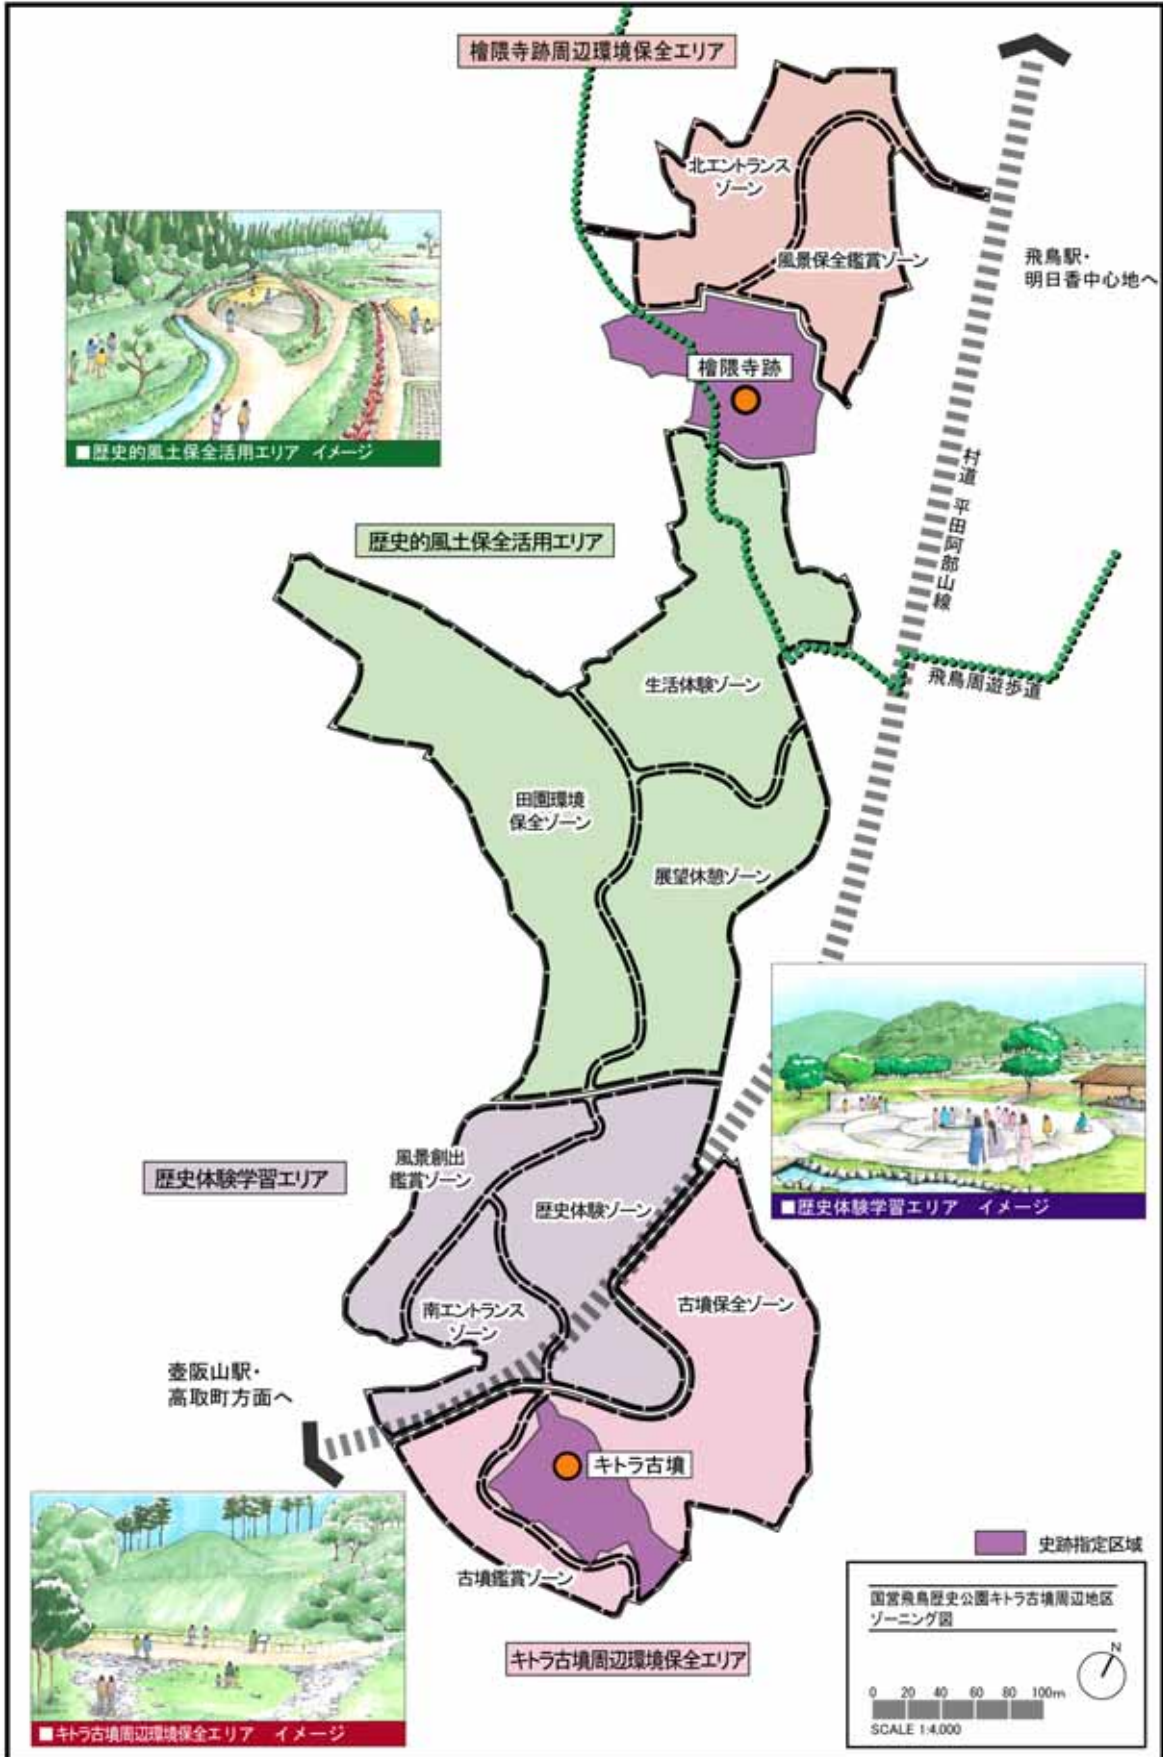 檜隈寺跡周辺環境保全エリア
北エントランス
ゾーン
風景保全鑑賞ゾーン
飛鳥駅・
明日香中心地へ
檜隈寺跡
■歴史的風土保全活用エリア イメージ
村道 平田阿部山線
歴史的風土保全活用エリア
生活体験ゾーン
飛鳥周遊歩道
田園環境
保全ゾーン
展望休憩ゾーン
風景創出
鑑賞ゾーン
歴史体験学習エリア
歴史体験ゾーン
■歴史体験学習エリア イメージ
南エントランス
ゾーン
古墳保全ゾーン
壺阪山駅・
高取町方面へ
キトラ古墳
古墳鑑賞ゾーン
史跡指定区域
キトラ古墳周辺環境保全エリア
■キトラ古墳周辺環境保全エリア イメージ
国営飛鳥歴史公園キトラ古墳周辺地区
ゾーニング図
N
0 20 40 60 80 100m
SCALE 1:4,000